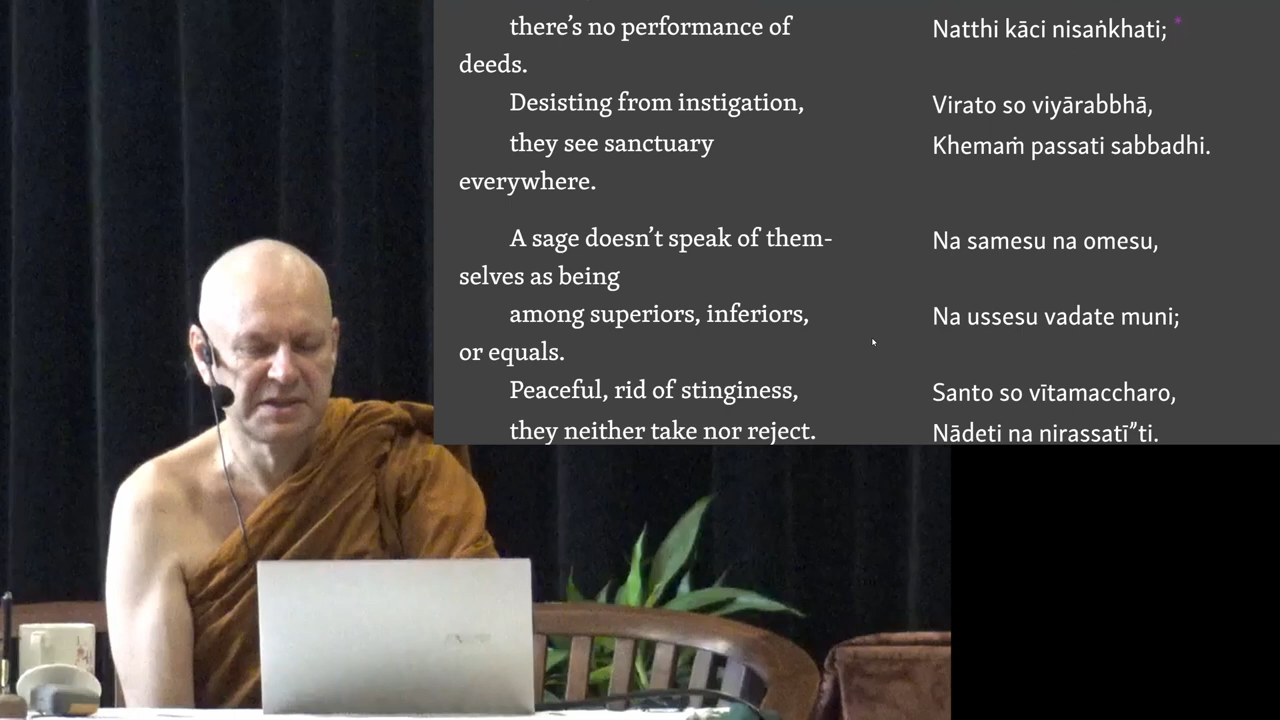 there’s no performance of
deeds.
Desisting from instigation,
they see sanctuary
everywhere.
A sage doesn’t speak of them-
selves as being
among superiors, inferiors,
or equals.
Peaceful, rid of stinginess,
they neither take nor reject.
Natthi kāci nisaṅkhati;
Virato so viyārabbhā,
Khemaṁ passati sabbadhi.
Na samesu na omesu,
Na ussesu vadate muni;
Santo so vītamaccharo,
Nādeti na nirassatī”ti.